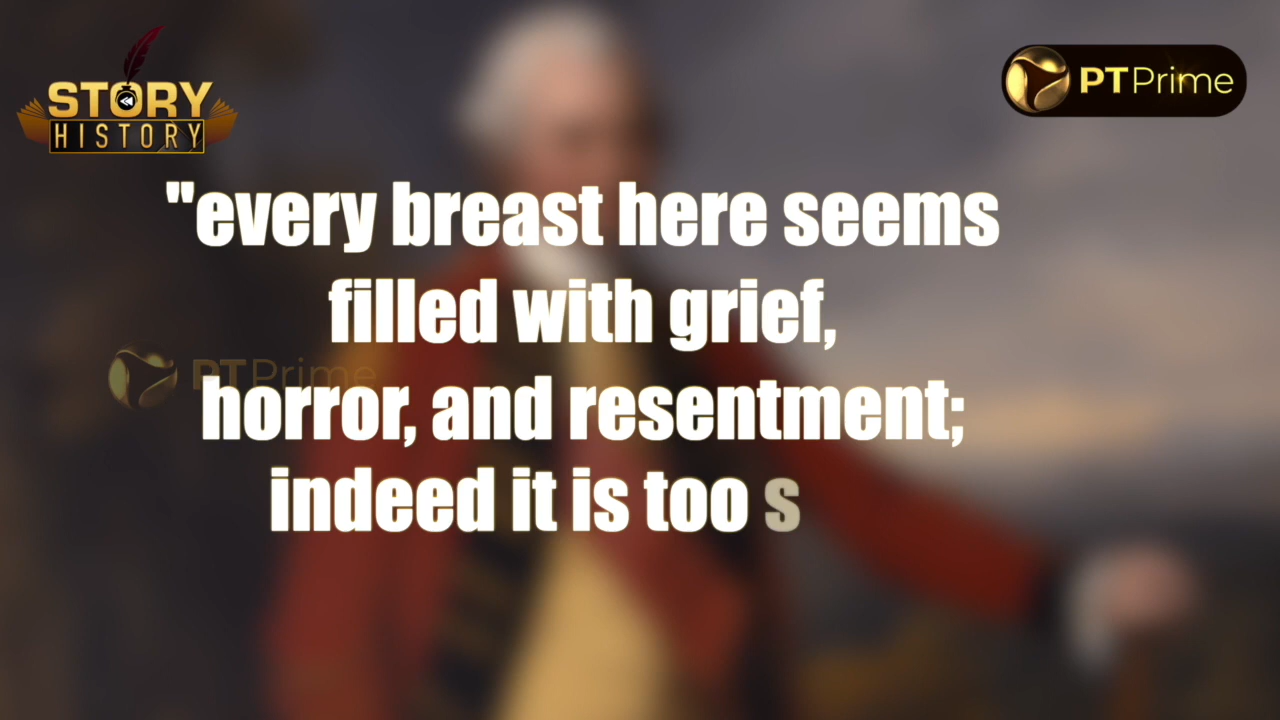 STORY
HISTORY
PTPrime
"every breast here seems
filled with grief,
PTPrime
horror, and resentment;
indeed it is too s